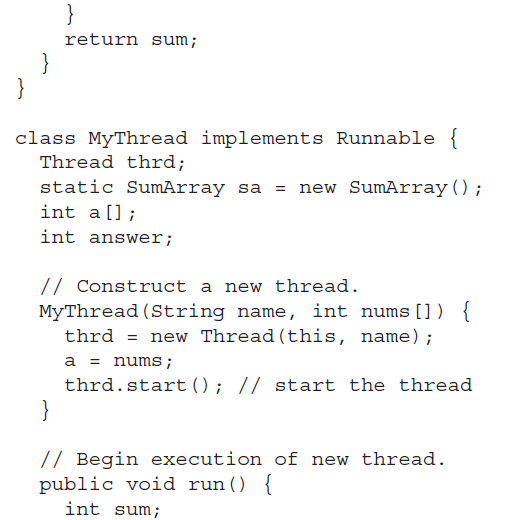 }
return sum;
}
}
class MyThread implements Runnable {
Thread thrd;
static SumArray sa = new SumArray();
int a[];
int answer;
// Construct a new thread.
MyThread(String name, int nums[]) {
thrd = new Thread(this, name);
a = nums;
thrd.start(); // start the thread
}
// Begin execution of new thread.
public void run() {
int sum;